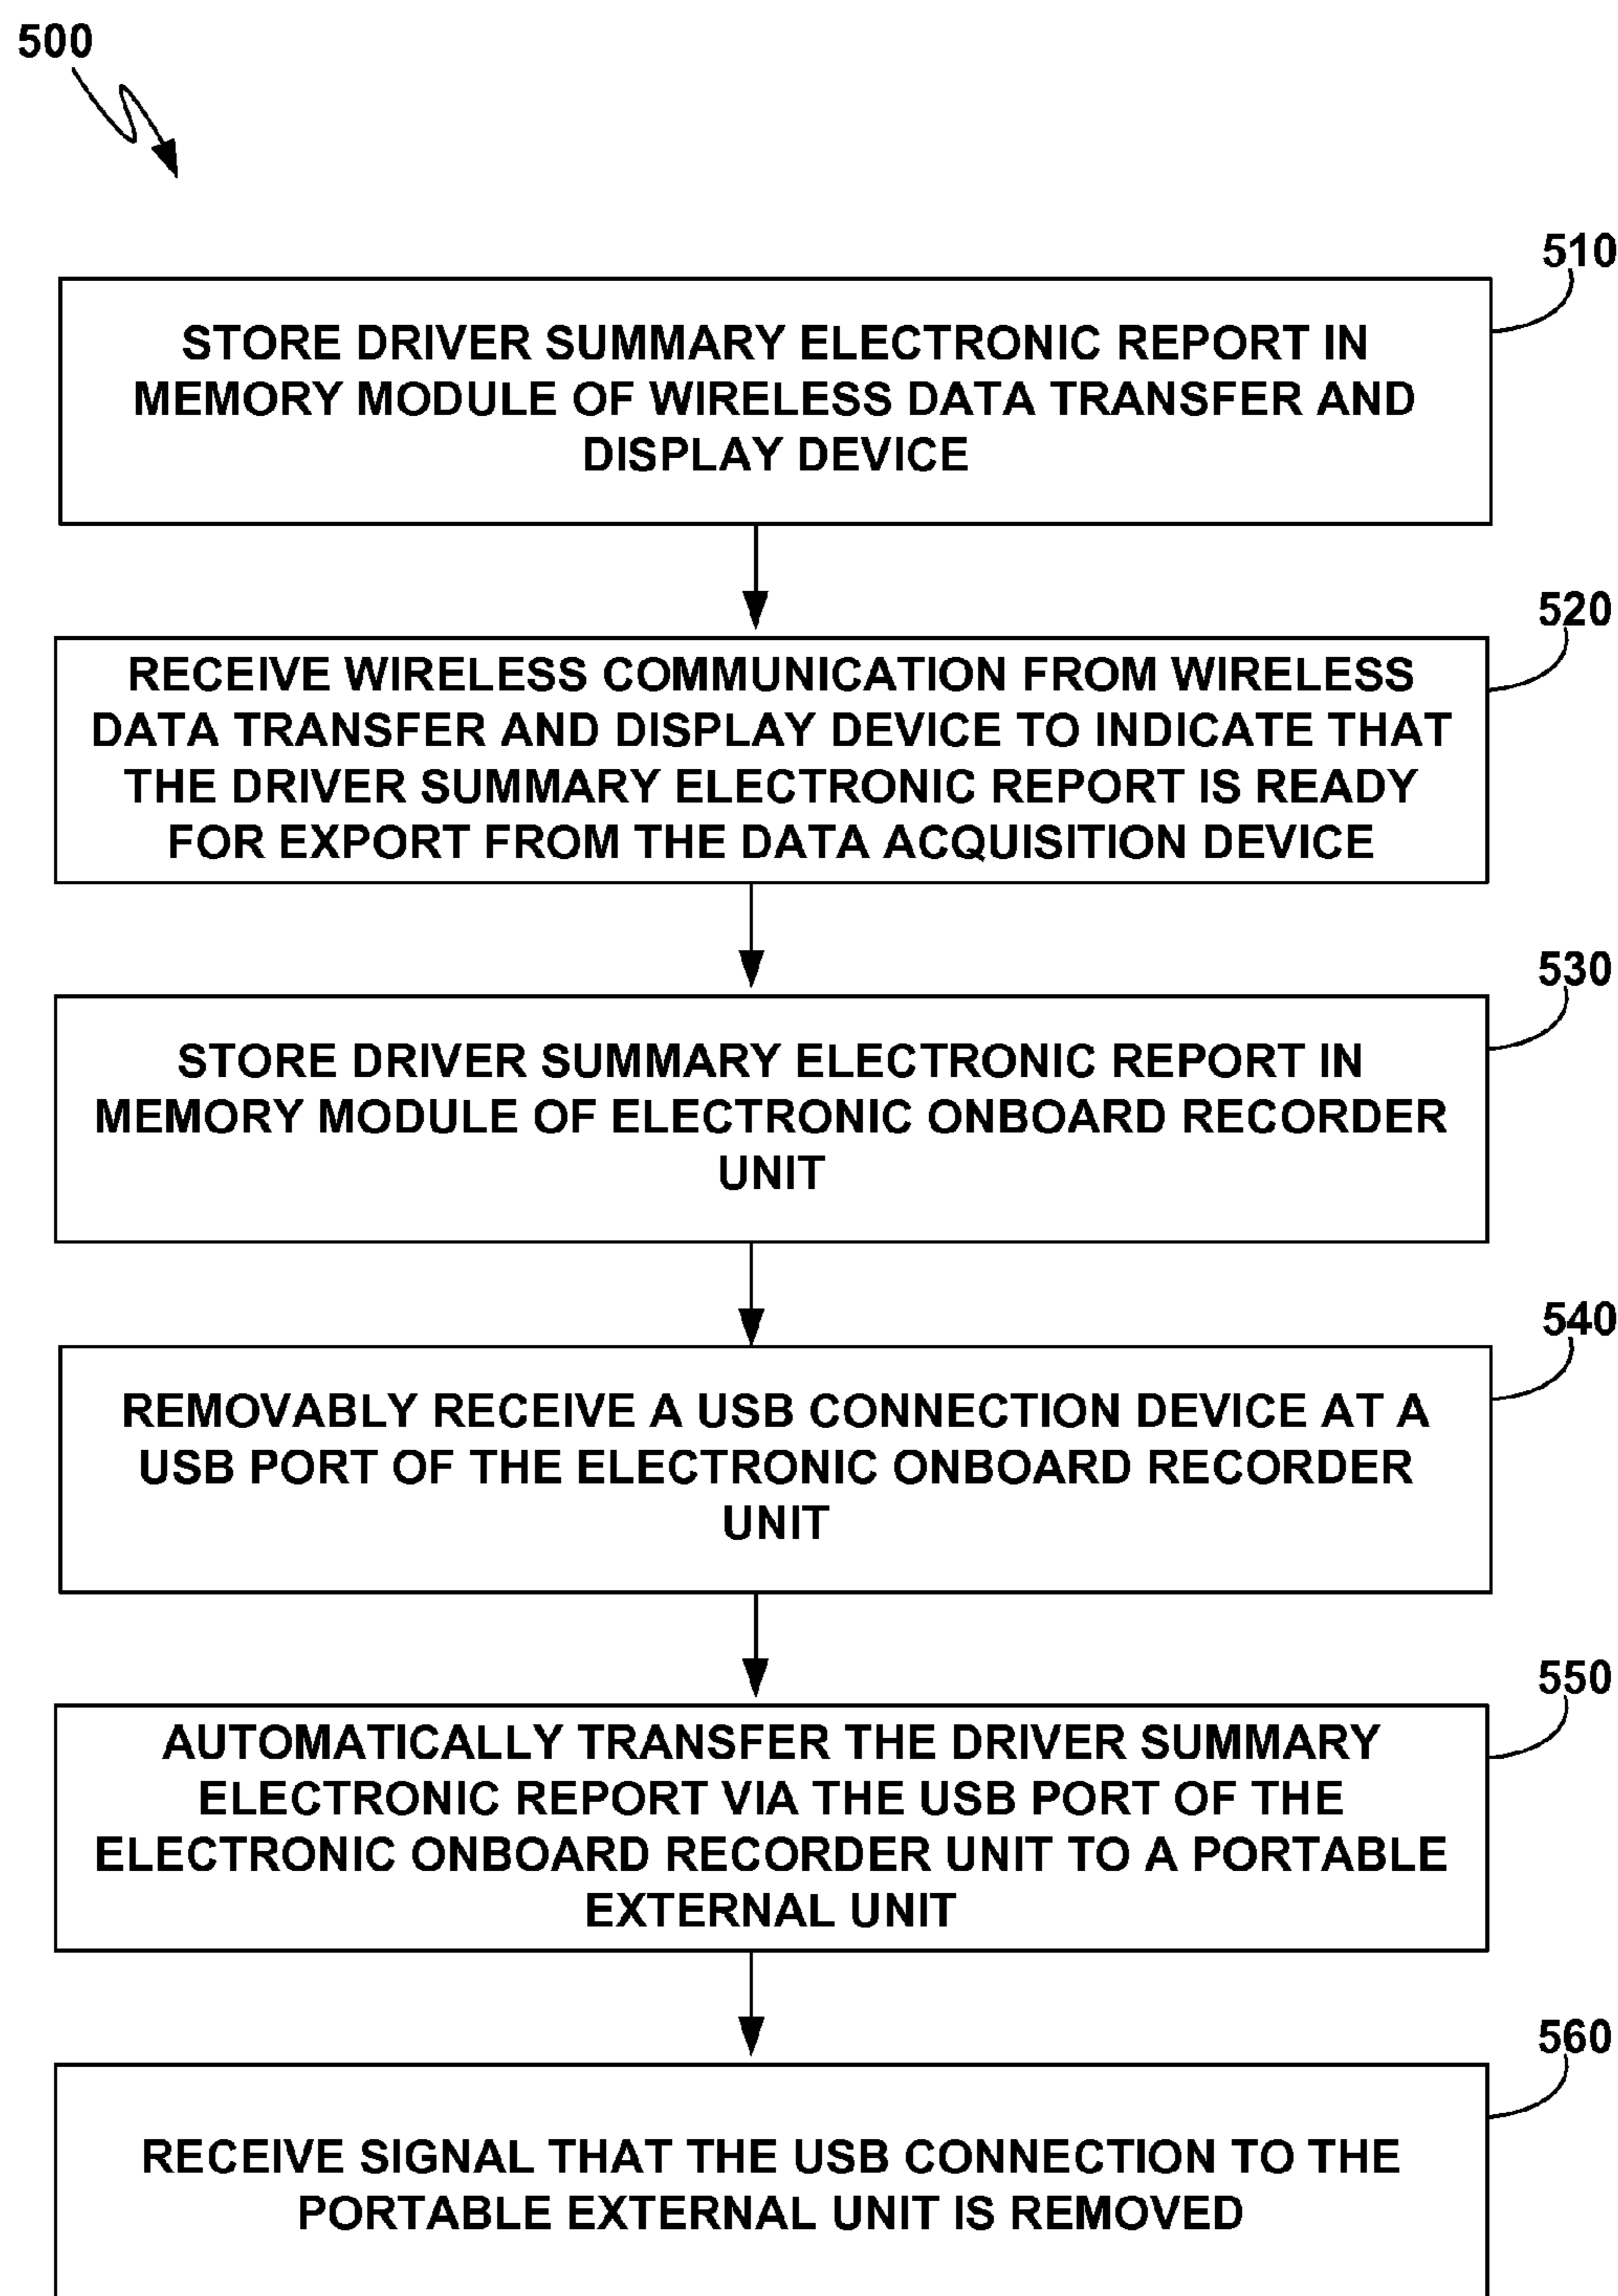 500
510
STORE DRIVER SUMMARY ELECTRONIC REPORT IN
MEMORY MODULE OF WIRELESS DATA TRANSFER AND
DISPLAY DEVICE
520
RECEIVE WIRELESS COMMUNICATION FROM WIRELESS
DATA TRANSFER AND DISPLAY DEVICE TO INDICATE THAT
THE DRIVER SUMMARY ELECTRONIC REPORT IS READY
FOR EXPORT FROM THE DATA ACQUISITION DEVICE
530
STORE DRIVER SUMMARY ELECTRONIC REPORT IN
MEMORY MODULE OF ELECTRONIC ONBOARD RECORDER
UNIT
540
REMOVABLY RECEIVE A USB CONNECTION DEVICE AT A
USB PORT OF THE ELECTRONIC ONBOARD RECORDER
UNIT
550
AUTOMATICALLY TRANSFER THE DRIVER SUMMARY
ELECTRONIC REPORT VIA THE USB PORT OF THE
ELECTRONIC ONBOARD RECORDER UNIT TO A PORTABLE
EXTERNAL UNIT
560
RECEIVE SIGNAL THAT THE USB CONNECTION TO THE
PORTABLE EXTERNAL UNIT IS REMOVED